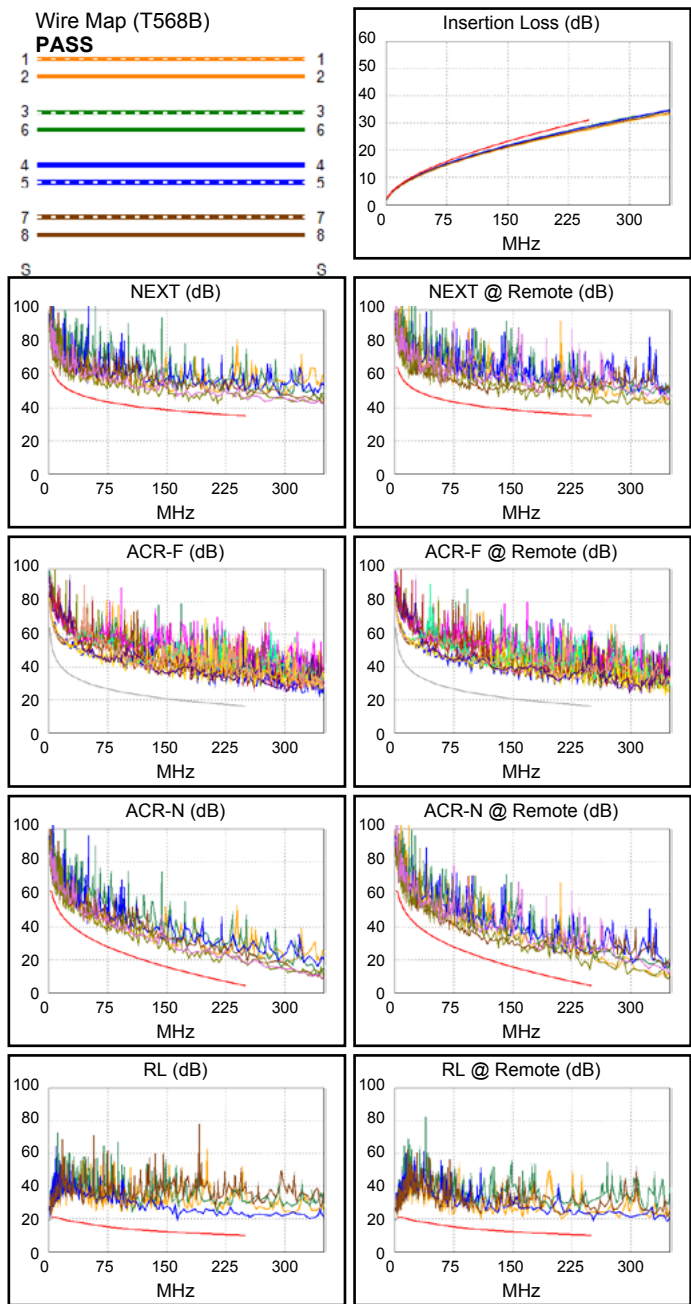 Wire Map (T568B)
PASS
1 1
2 2
3 3
6 6
4 4
5 5
7 7
8 8
S S
Insertion Loss (dB)
60
50
40
30
20
10
0
0 75 150 225 300
MHz
NEXT (dB)
100
80
60
40
20
0
0 75 150 225 300
MHz
NEXT @ Remote (dB)
100
80
60
40
20
0
0 75 150 225 300
MHz
ACR-F (dB)
100
80
60
40
20
0
0 75 150 225 300
MHz
ACR-F @ Remote (dB)
100
80
60
40
20
0
0 75 150 225 300
MHz
ACR-N (dB)
100
80
60
40
20
0
0 75 150 225 300
MHz
ACR-N @ Remote (dB)
100
80
60
40
20
0
0 75 150 225 300
MHz
RL (dB)
100
80
60
40
20
0
0 75 150 225 300
MHz
RL @ Remote (dB)
100
80
60
40
20
0
0 75 150 225 300
MHz